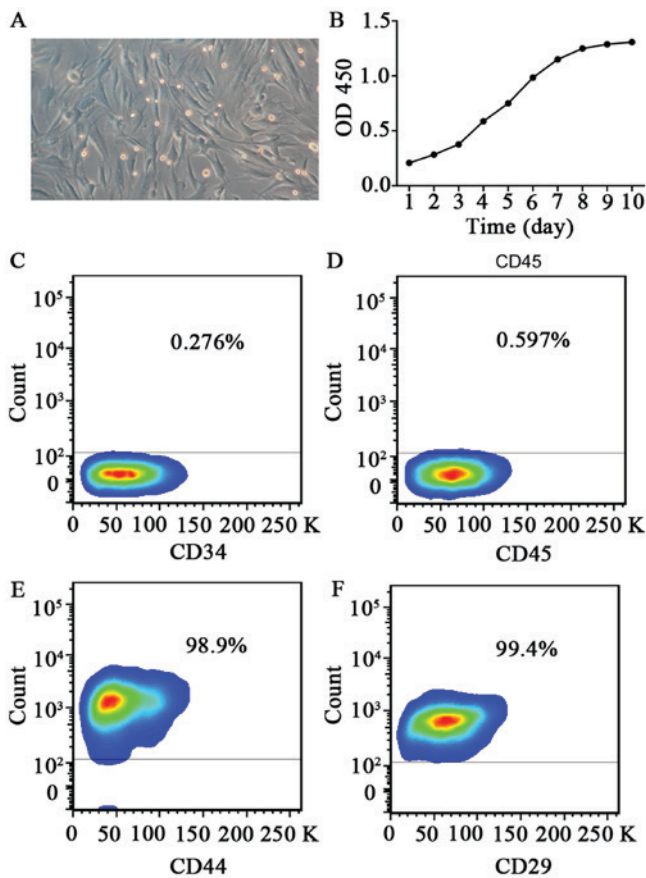 A
B
1.5
1.0
0.5
0.0
OD 450
1 2 3 4 5 6 7 8 9 10
Time (day)
C
10⁵
10⁴
10³
10²
0
Count
0.276%
0 50 100 150 200 250 K
CD34
D
CD45
10⁵
10⁴
10³
10²
0
Count
0.597%
0 50 100 150 200 250 K
CD45
E
10⁵
10⁴
10³
10²
0
Count
98.9%
0 50 100 150 200 250 K
CD44
F
10⁵
10⁴
10³
10²
0
Count
99.4%
0 50 100 150 200 250 K
CD29